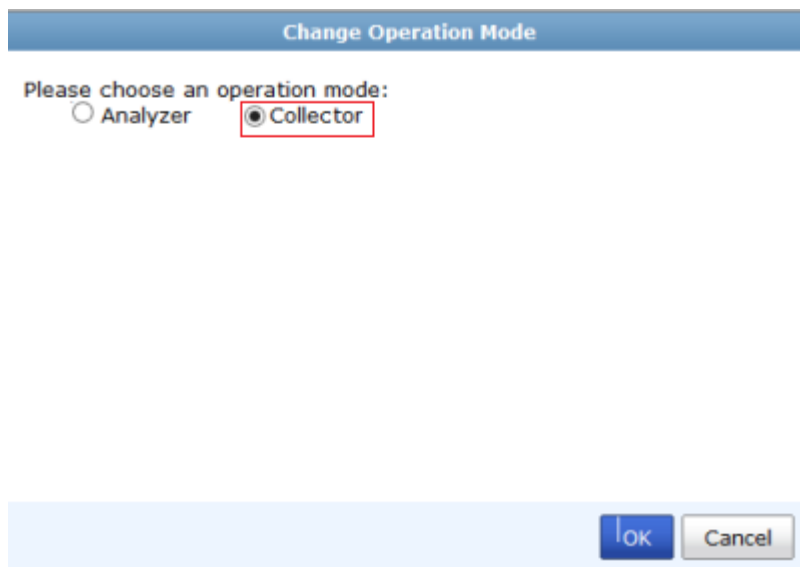 Change Operation Mode
Please choose an operation mode:
Analyzer Collector
OK Cancel